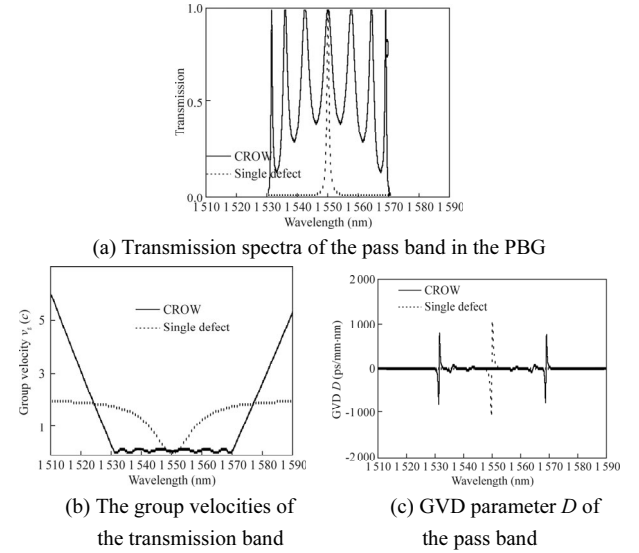 1.0
0.5
0.0
Transmission
CROW
Single defect
1 510 1 520 1 530 1 540 1 550 1 560 1 570 1 580 1 590
Wavelength (nm)
(a) Transmission spectra of the pass band in the PBG
5
3
1
Group velocity vg (c)
CROW
Single defect
1 510 1 520 1 530 1 540 1 550 1 560 1 570 1 580 1 590
Wavelength (nm)
(b) The group velocities of
the transmission band
2 000
1 000
0
-1 000
-2 000
GVD D (ps/mm·nm)
CROW
Single defect
1 510 1 520 1 530 1 540 1 550 1 560 1 570 1 580 1 590
Wavelength (nm)
(c) GVD parameter D of
the pass band